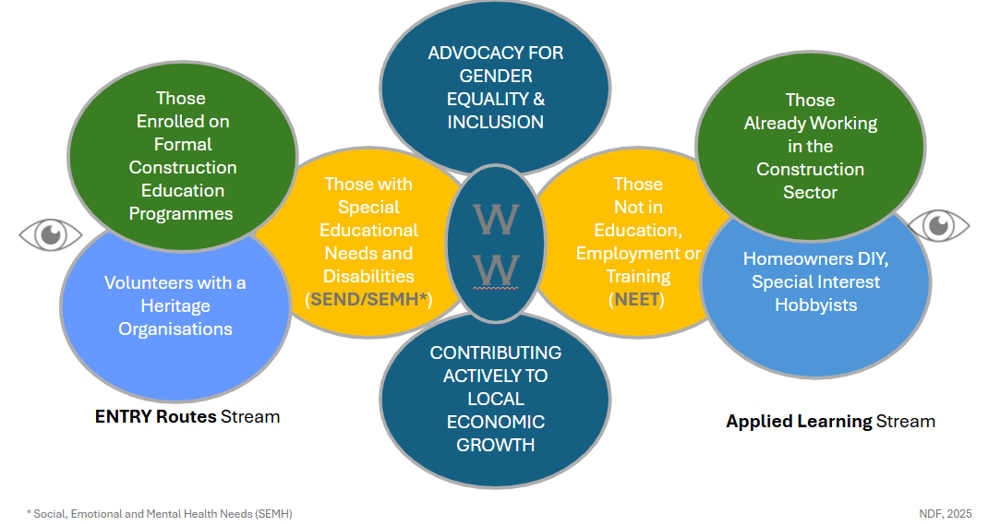 ADVOCACY FOR
GENDER
EQUALITY &
INCLUSION
Those
Enrolled on
Formal
Construction
Education
Programmes
Those
Already Working
in the
Construction
Sector
Those with
Special
Educational
Needs and
Disabilities
(SEND/SEMH*)
W
W
Those
Not in
Education,
Employment or
Training
(NEET)
Volunteers with a
Heritage
Organisations
Homeowners DIY,
Special Interest
Hobbyists
CONTRIBUTING
ACTIVELY TO
LOCAL
ECONOMIC
GROWTH
ENTRY Routes Stream
Applied Learning Stream
* Social, Emotional and Mental Health Needs (SEMH)
NDF, 2025